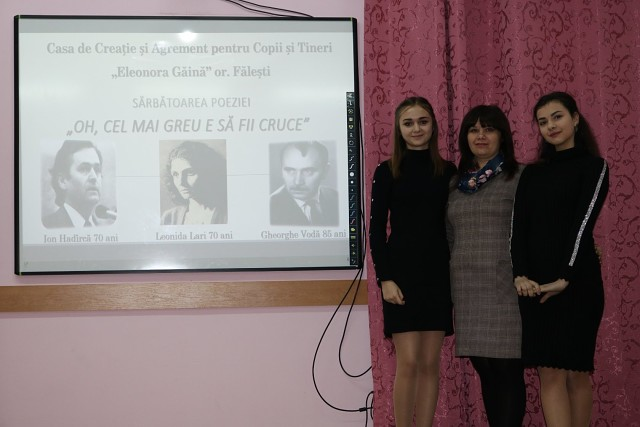 Casa de Creație și Agrement pentru Copii și Tineri
„Eleonora Găină” or. Fălești
SĂRBĂTOAREA POEZIEI
„OH, CEL MAI GREU E SĂ FII CRUCE“
Ion Hadîrcă 70 ani
Leonida Lari 70 ani
Gheorghe Vodă 85 ani